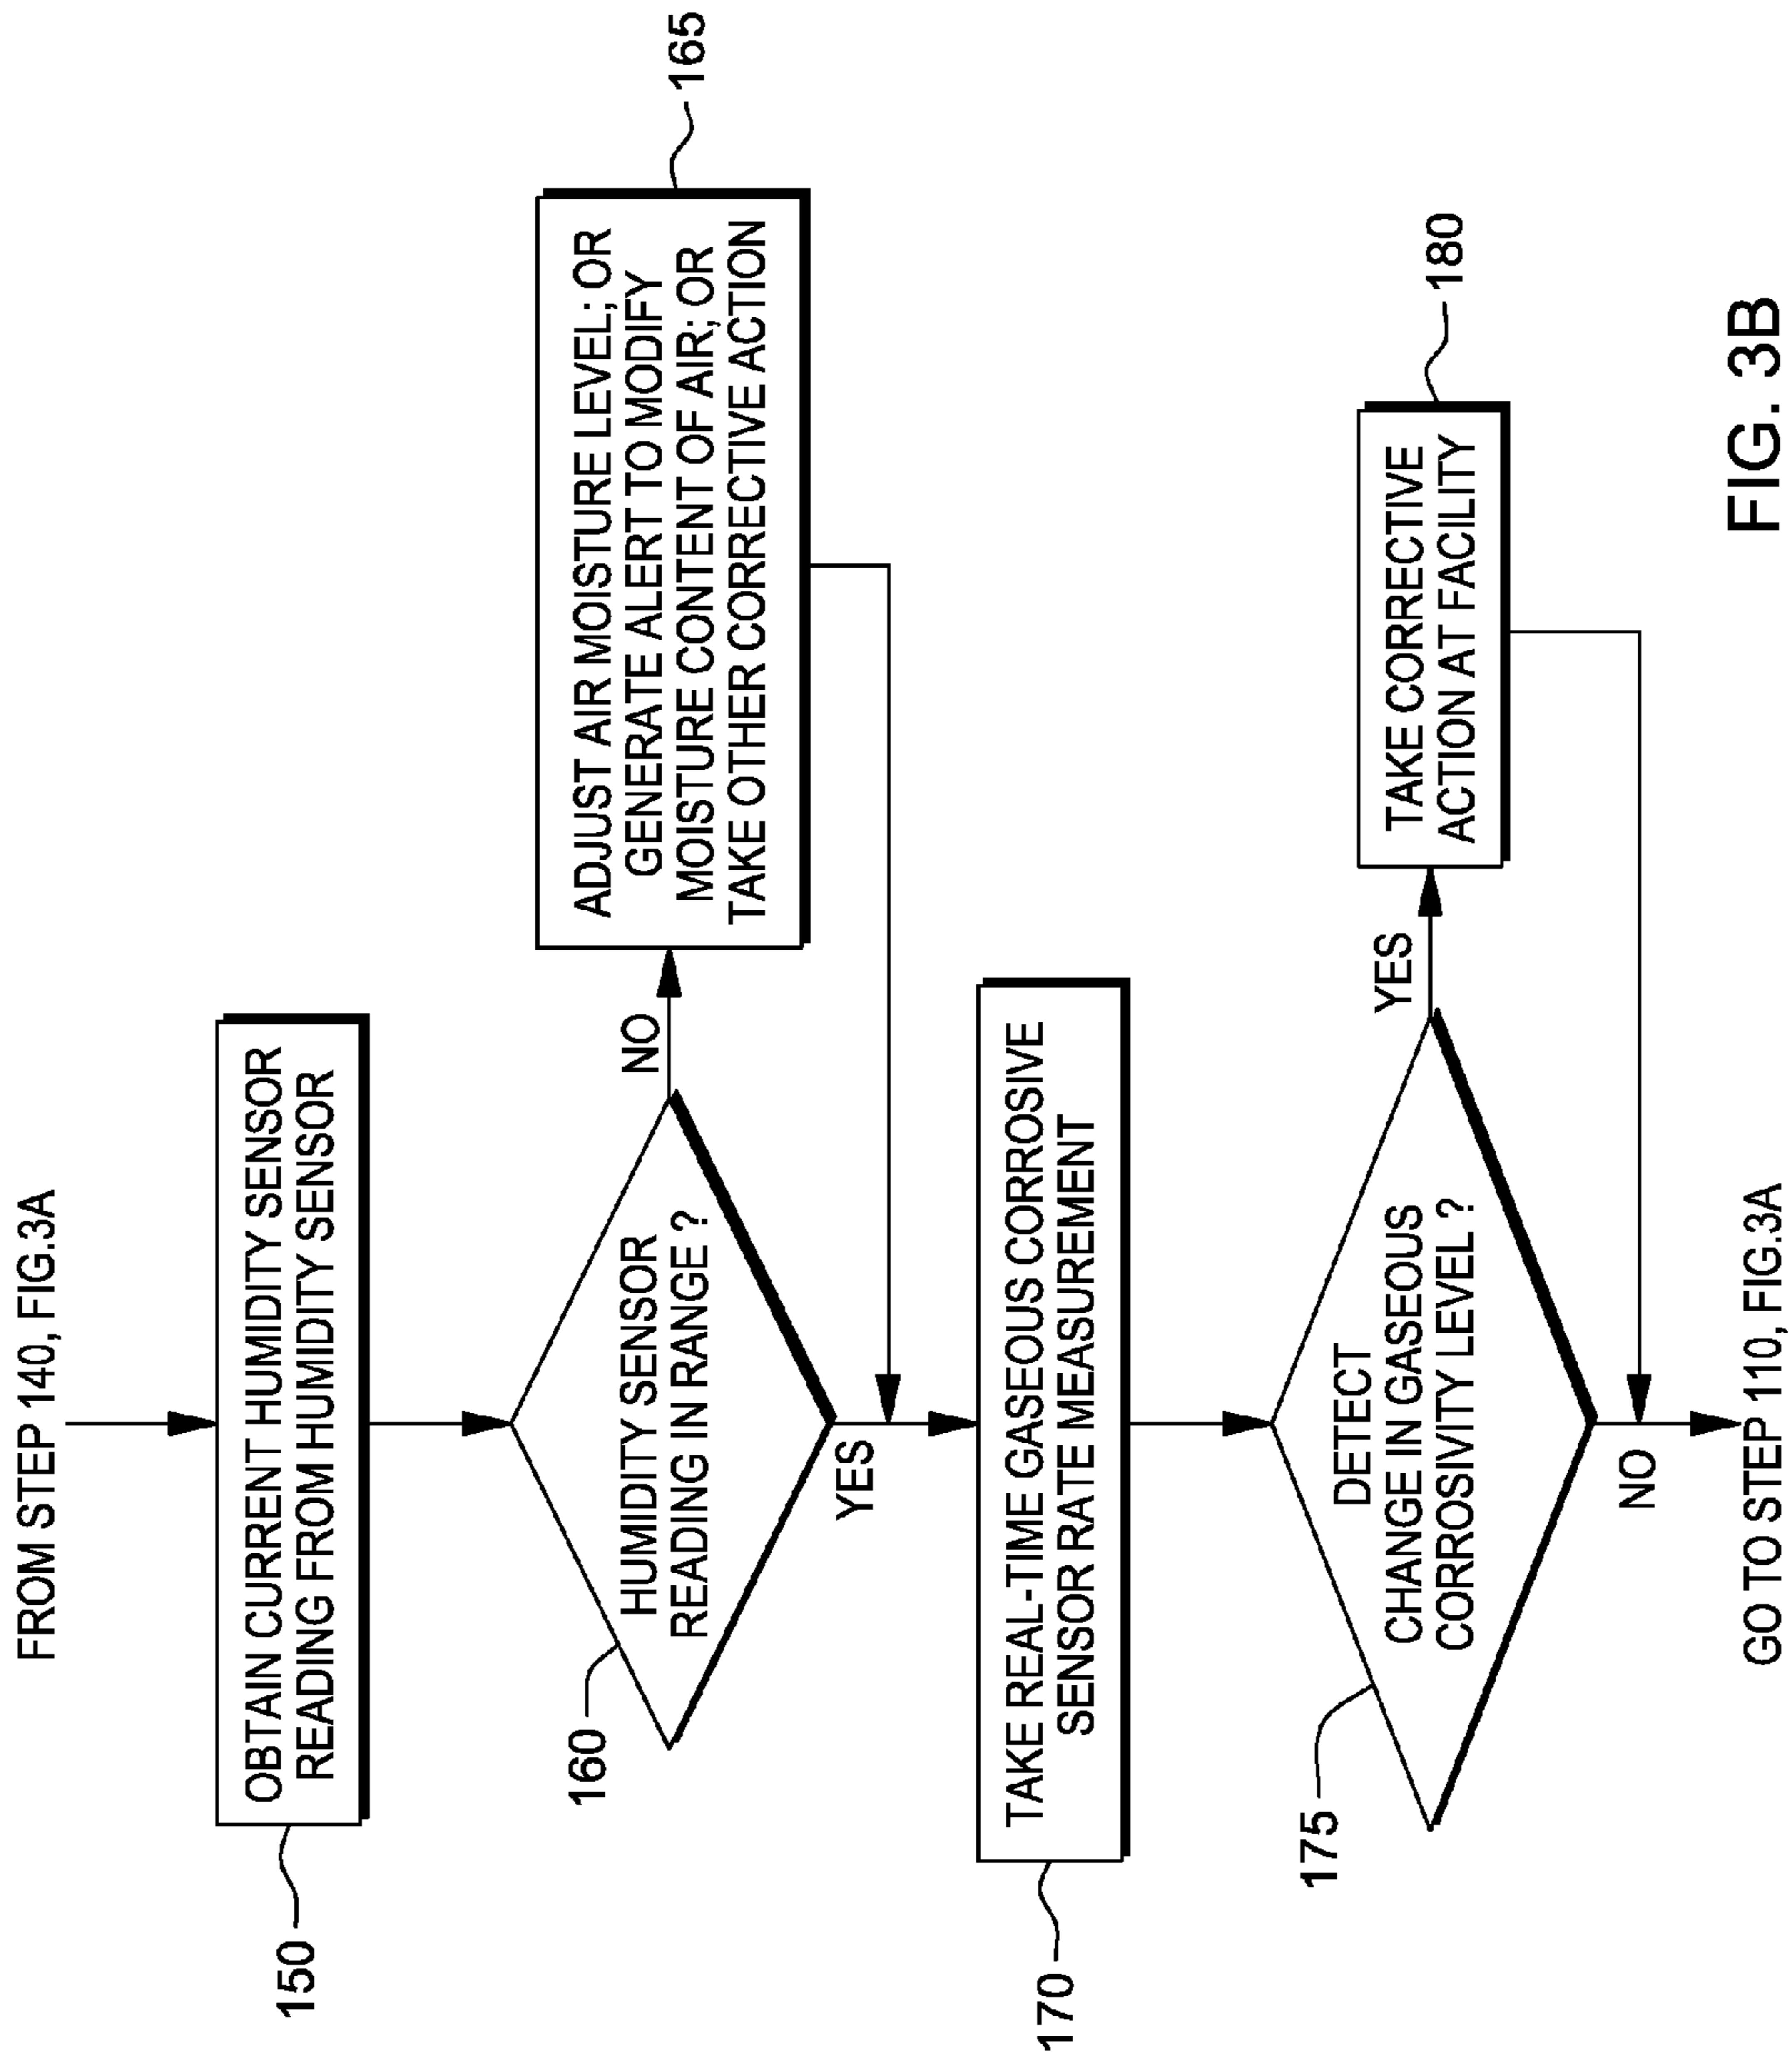 FROM STEP 140, FIG.3A
150
OBTAIN CURRENT HUMIDITY SENSOR
READING FROM HUMIDITY SENSOR
160
HUMIDITY SENSOR
READING IN RANGE ?
NO
165
ADJUST AIR MOISTURE LEVEL; OR
GENERATE ALERT TO MODIFY
MOISTURE CONTENT OF AIR; OR
TAKE OTHER CORRECTIVE ACTION
YES
170
TAKE REAL-TIME GASEOUS CORROSIVE
SENSOR RATE MEASUREMENT
175
DETECT
CHANGE IN GASEOUS
CORROSIVITY LEVEL ?
YES
180
TAKE CORRECTIVE
ACTION AT FACILITY
NO
GO TO STEP 110, FIG.3A
FIG. 3B